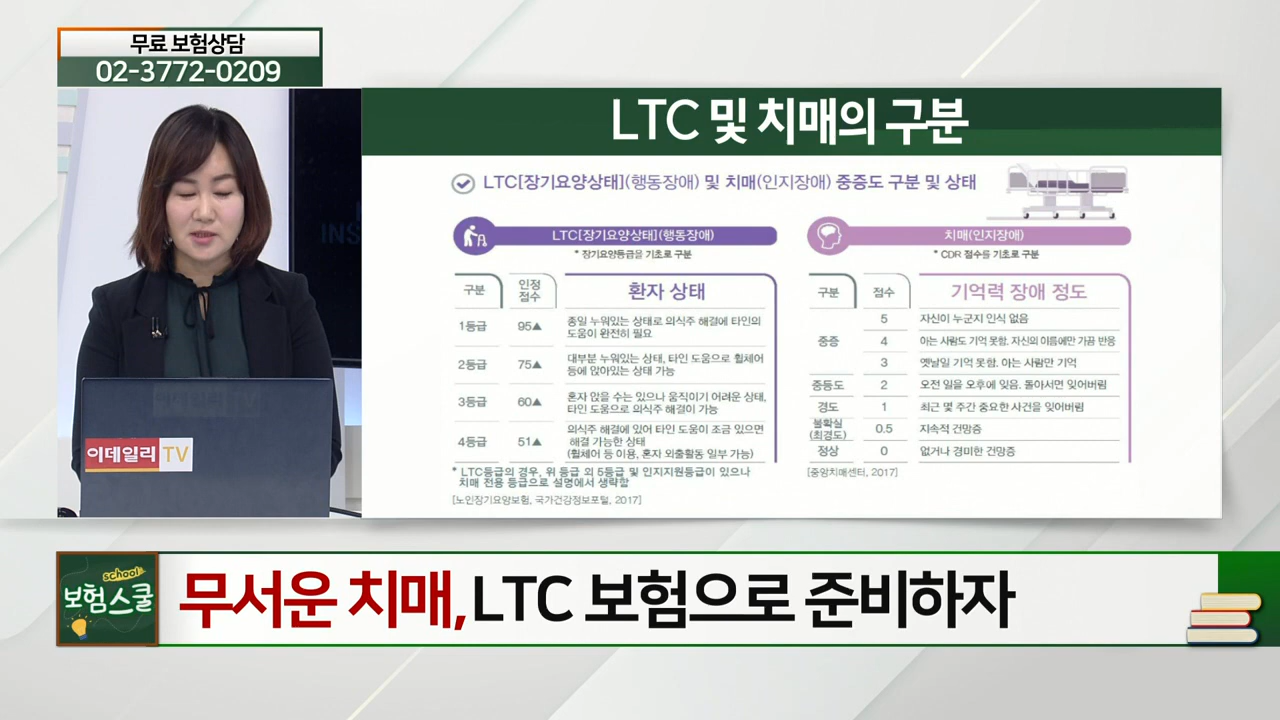 무료 보험상담
02-3772-0209
LTC 및 치매의 구분
LTC[장기요양상태](행동장애) 및 치매(인지장애) 중증도 구분 및 상태
LTC[장기요양상태](행동장애)
* 장기요양등급을 기초로 구분
구분
인정
점수
환자 상태
1등급
95▲
종일 누워있는 상태로 의식주 해결에 타인의
도움이 완전히 필요
2등급
75▲
대부분 누워있는 상태, 타인 도움으로 휠체어
등에 앉아있는 상태 가능
3등급
60▲
혼자 앉을 수는 있으나 움직이기 어려운 상태,
타인 도움으로 의식주 해결이 가능
4등급
51▲
의식주 해결에 있어 타인 도움이 조금 있으면
해결 가능한 상태
(휠체어 등 이용, 혼자 외출활동 일부 가능)
* LTC등급의 경우, 위 등급 외 5등급 및 인지지원등급이 있으나
치매 전용 등급으로 설명에서 생략함
[노인장기요양보험, 국가건강정보포털, 2017]
치매(인지장애)
* CDR 점수를 기초로 구분
구분
점수
기억력 장애 정도
중증
5
자신이 누군지 인식 없음
4
아는 사람도 기억 못함, 자신의 이름에만 가끔 반응
3
옛날일 기억 못함, 아는 사람만 기억
중등도
2
오전 일을 오후에 잊음, 돌아서면 잊어버림
경도
1
최근 몇 주간 중요한 사건을 잊어버림
불확실
(최경도)
0.5
지속적 건망증
정상
0
없거나 경미한 건망증
[중앙치매센터, 2017]
이데일리 TV
school
보험스쿨
무서운 치매, LTC 보험으로 준비하자